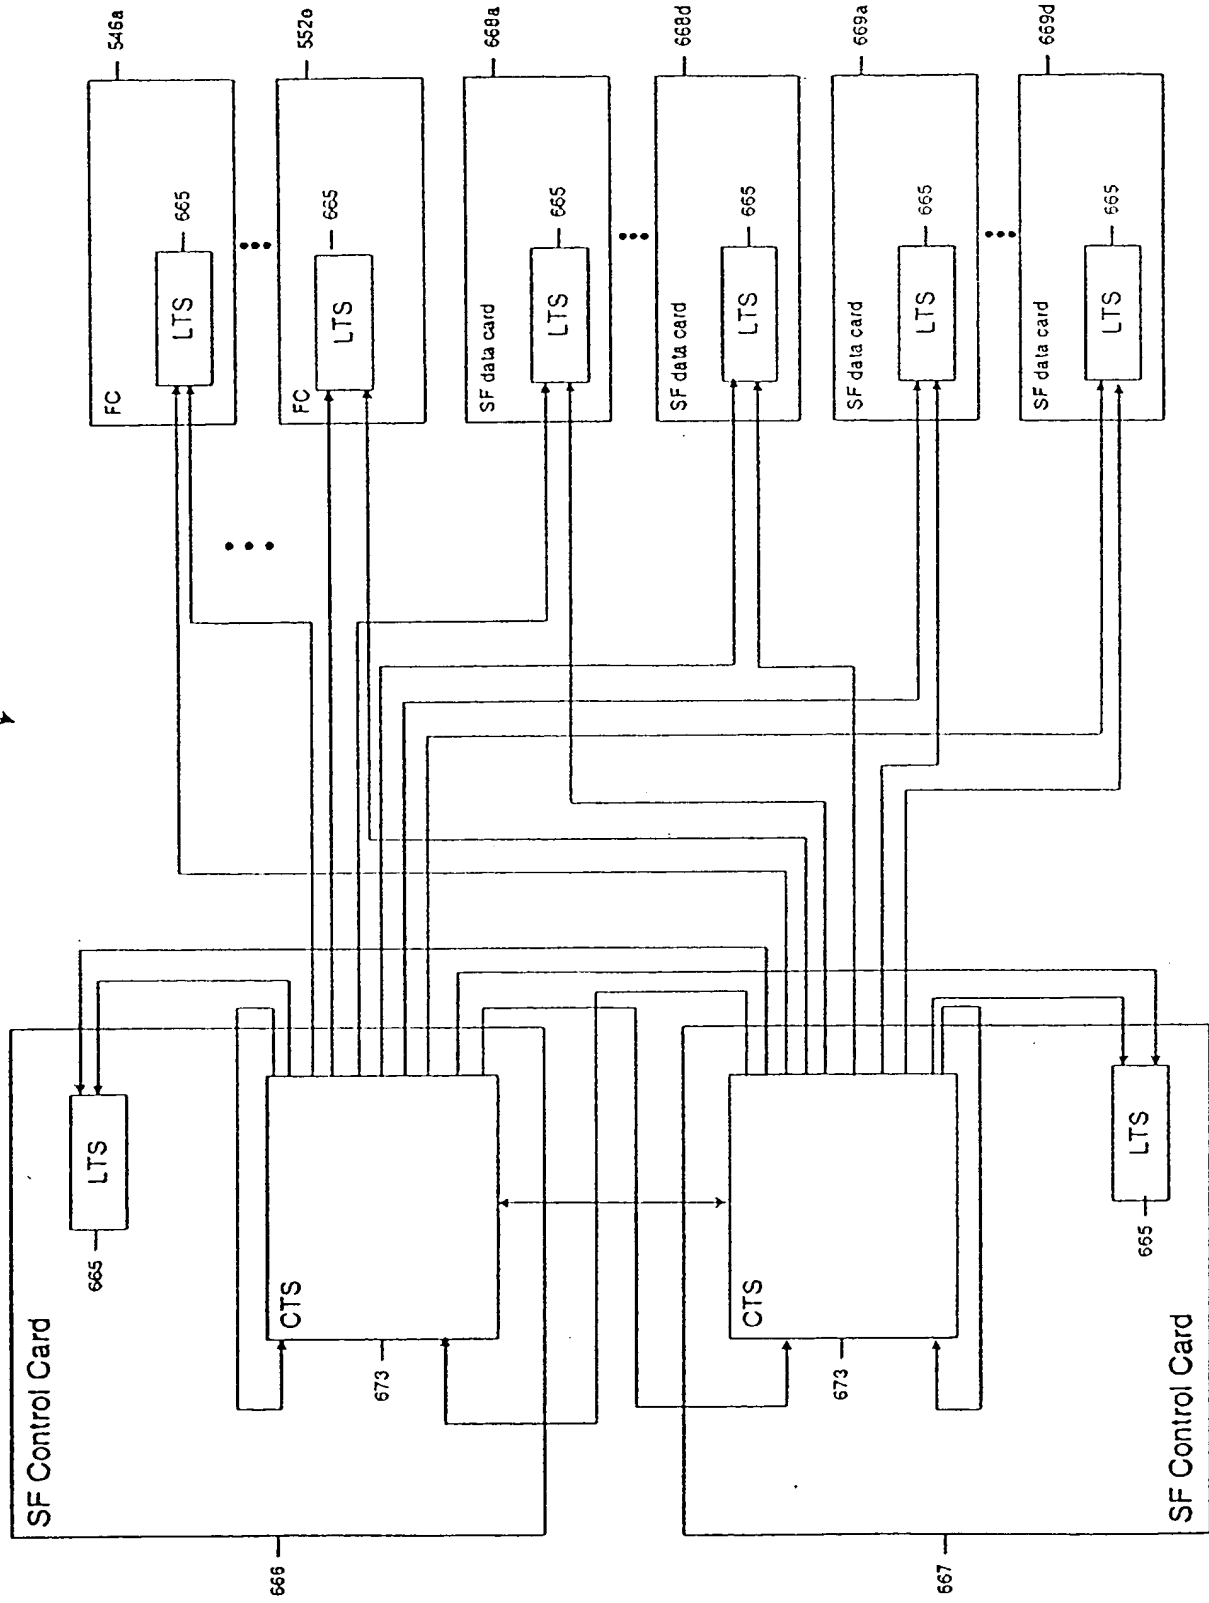 SF Control Card
666
LTS
665
CTS
673
SF Control Card
667
LTS
665
CTS
673
FC
LTS
665
546a
FC
LTS
665
552e
SF data card
LTS
665
668a
SF data card
LTS
665
668d
SF data card
LTS
665
669a
SF data card
LTS
665
669d